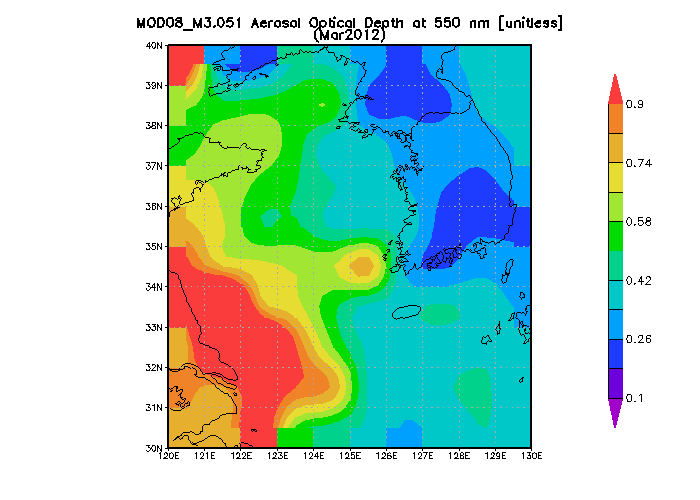 MOD08_M3.051 Aerosol Optical Depth at 550 nm [unitless]
(Mar2012)
40N
39N
38N
37N
36N
35N
34N
33N
32N
31N
30N
120E 121E 122E 123E 124E 125E 126E 127E 128E 129E 130E
0.9
0.74
0.58
0.42
0.26
0.1